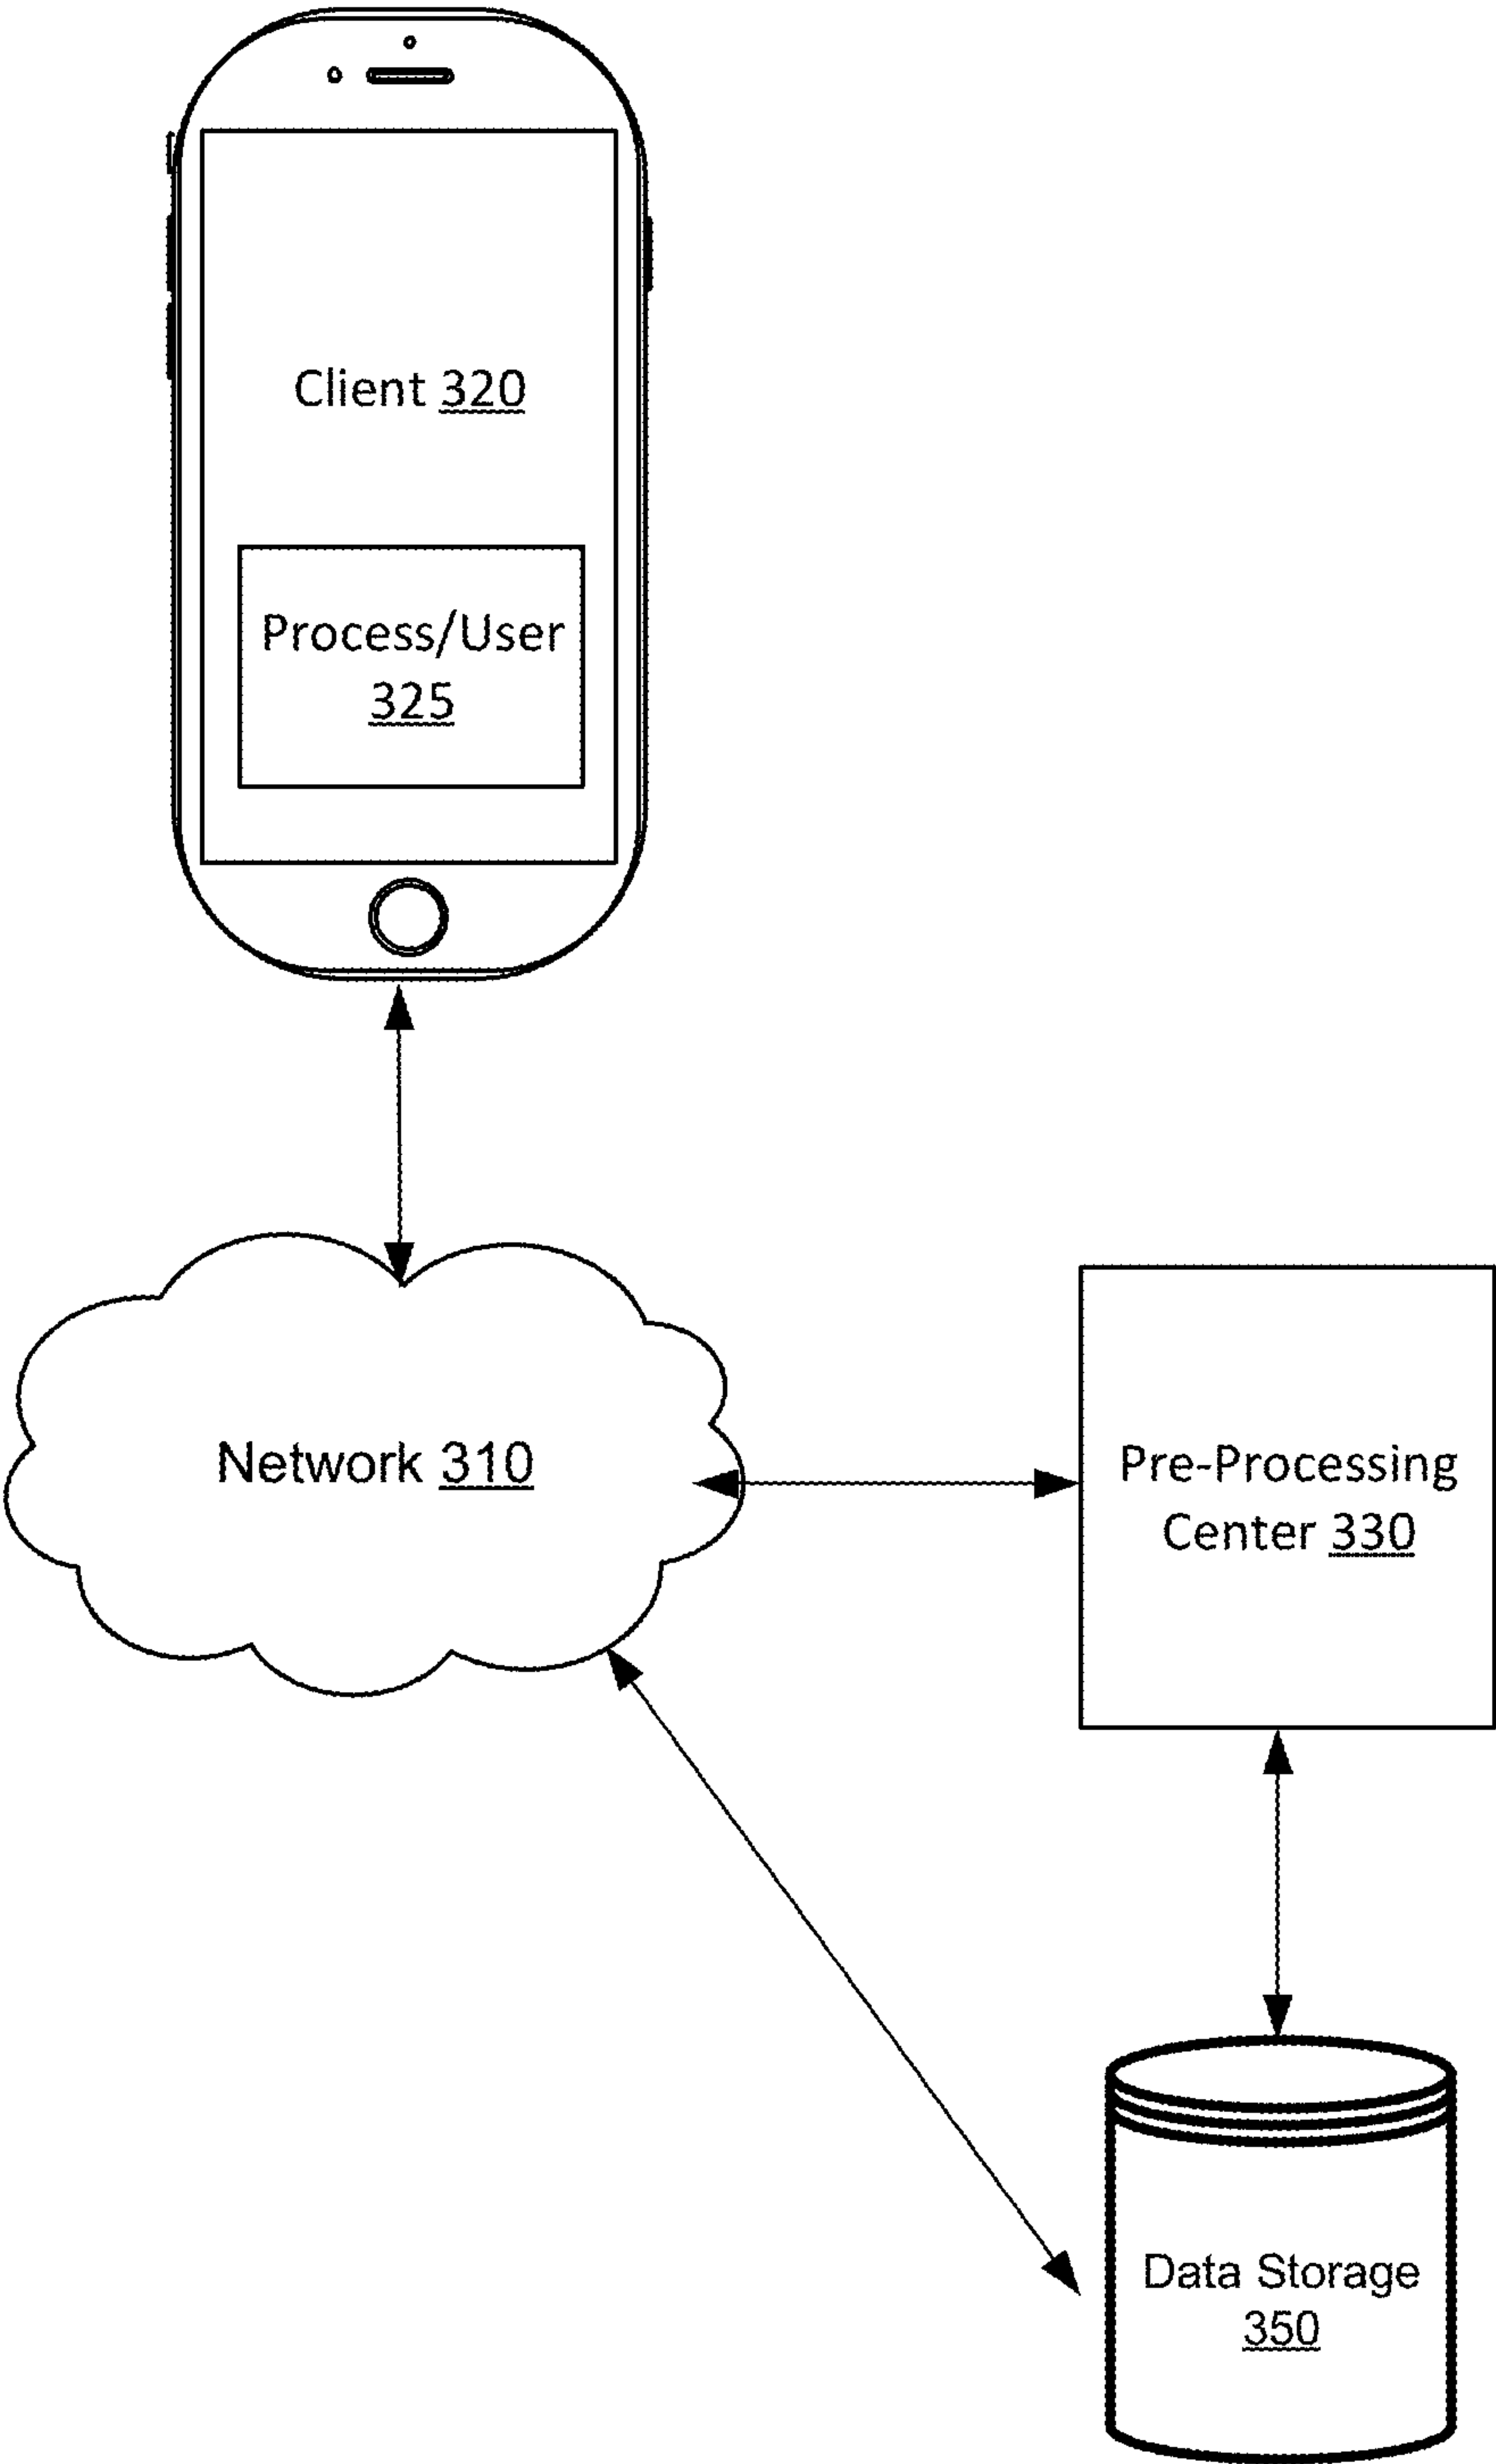 Client 320
Process/User
325
Network 310
Pre-Processing
Center 330
Data Storage
350